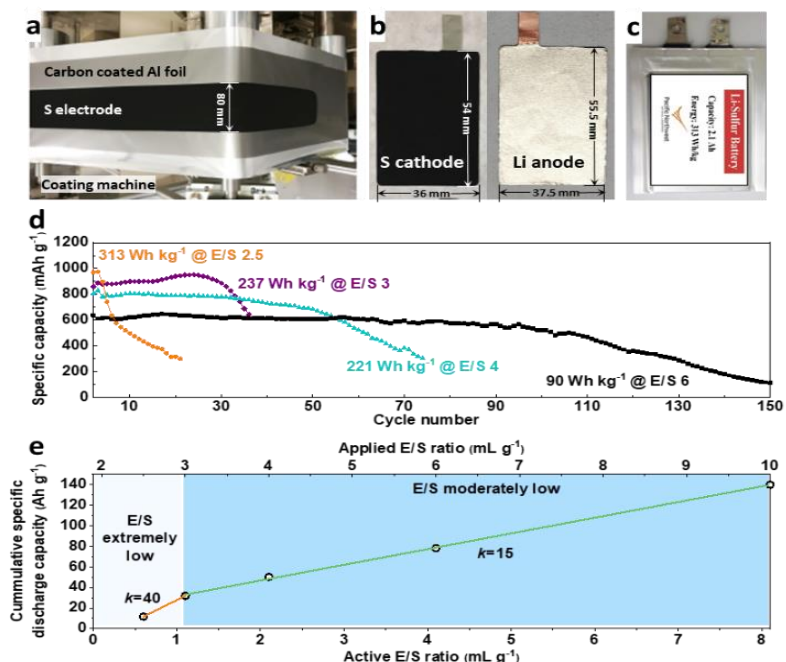 a
Carbon coated Al foil
S electrode
80 mm
Coating machine
b
54 mm
S cathode
36 mm
55.5 mm
Li anode
37.5 mm
c
Li-Sulfur Battery
Capacity: 2.1 Ah
Energy: 313 Wh/kg
Pacific Northwest
d
Specific capacity (mAh g⁻¹)
1200
1000
800
600
400
200
0
313 Wh kg⁻¹ @ E/S 2.5
237 Wh kg⁻¹ @ E/S 3
221 Wh kg⁻¹ @ E/S 4
90 Wh kg⁻¹ @ E/S 6
10 30 50 70 90 110 130 150
Cycle number
e
Applied E/S ratio (mL g⁻¹)
2 3 4 5 6 7 8 9 10
Cummulative specific
discharge capacity (Ah g⁻¹)
140
120
100
80
60
40
20
0
E/S
extremely
low
E/S moderately low
k=40
k=15
0 1 2 3 4 5 6 7 8
Active E/S ratio (mL g⁻¹)